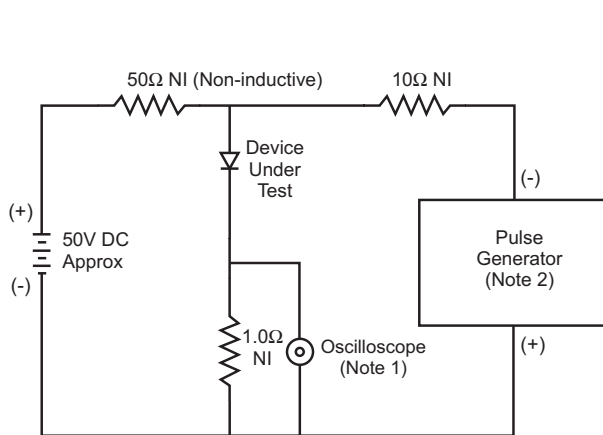 50Ω NI (Non-inductive)
10Ω NI
Device
Under
Test
(+)
50V DC
Approx
(-)
(-)
Pulse
Generator
(Note 2)
(+)
1.0Ω
NI
Oscilloscope
(Note 1)